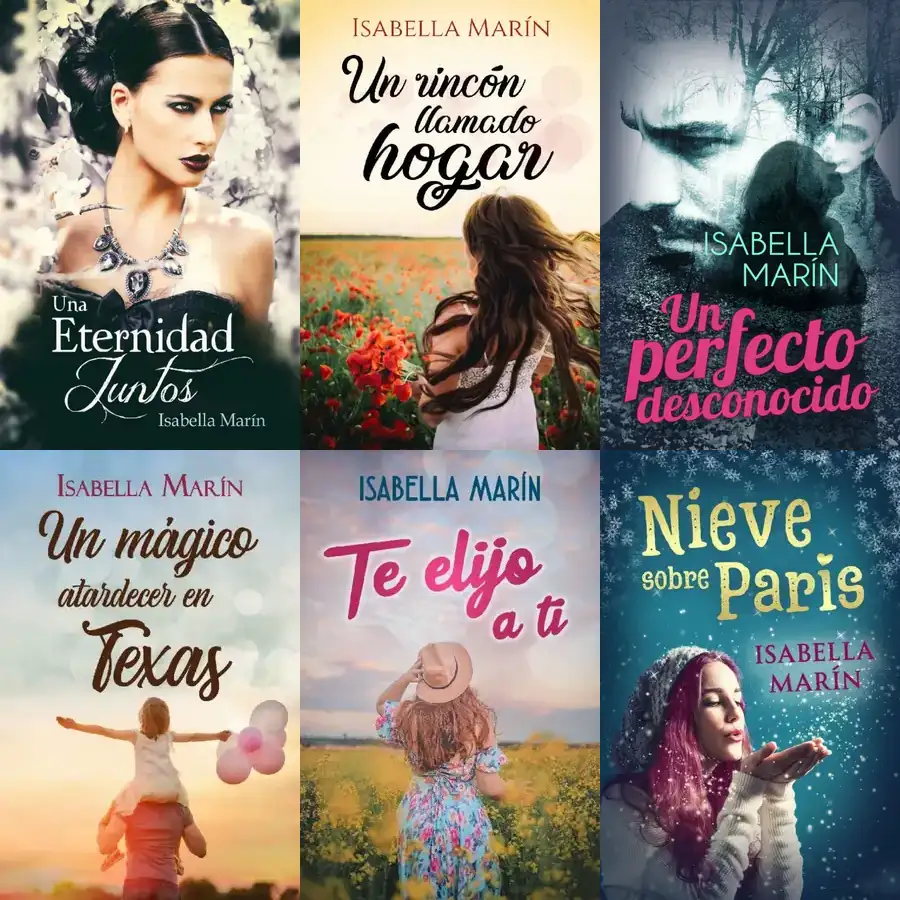 Una
Eternidad
Juntos
Isabella Marín
Isabella Marín
Un rincón
llamado
hogar
ISABELLA
MARÍN
Un
perfecto
desconocido
Isabella Marín
Un mágico
atardecer en
Texas
ISABELLA MARÍN
Te elijo
a ti
Nieve
sobre Paris
ISABELLA
MARÍN